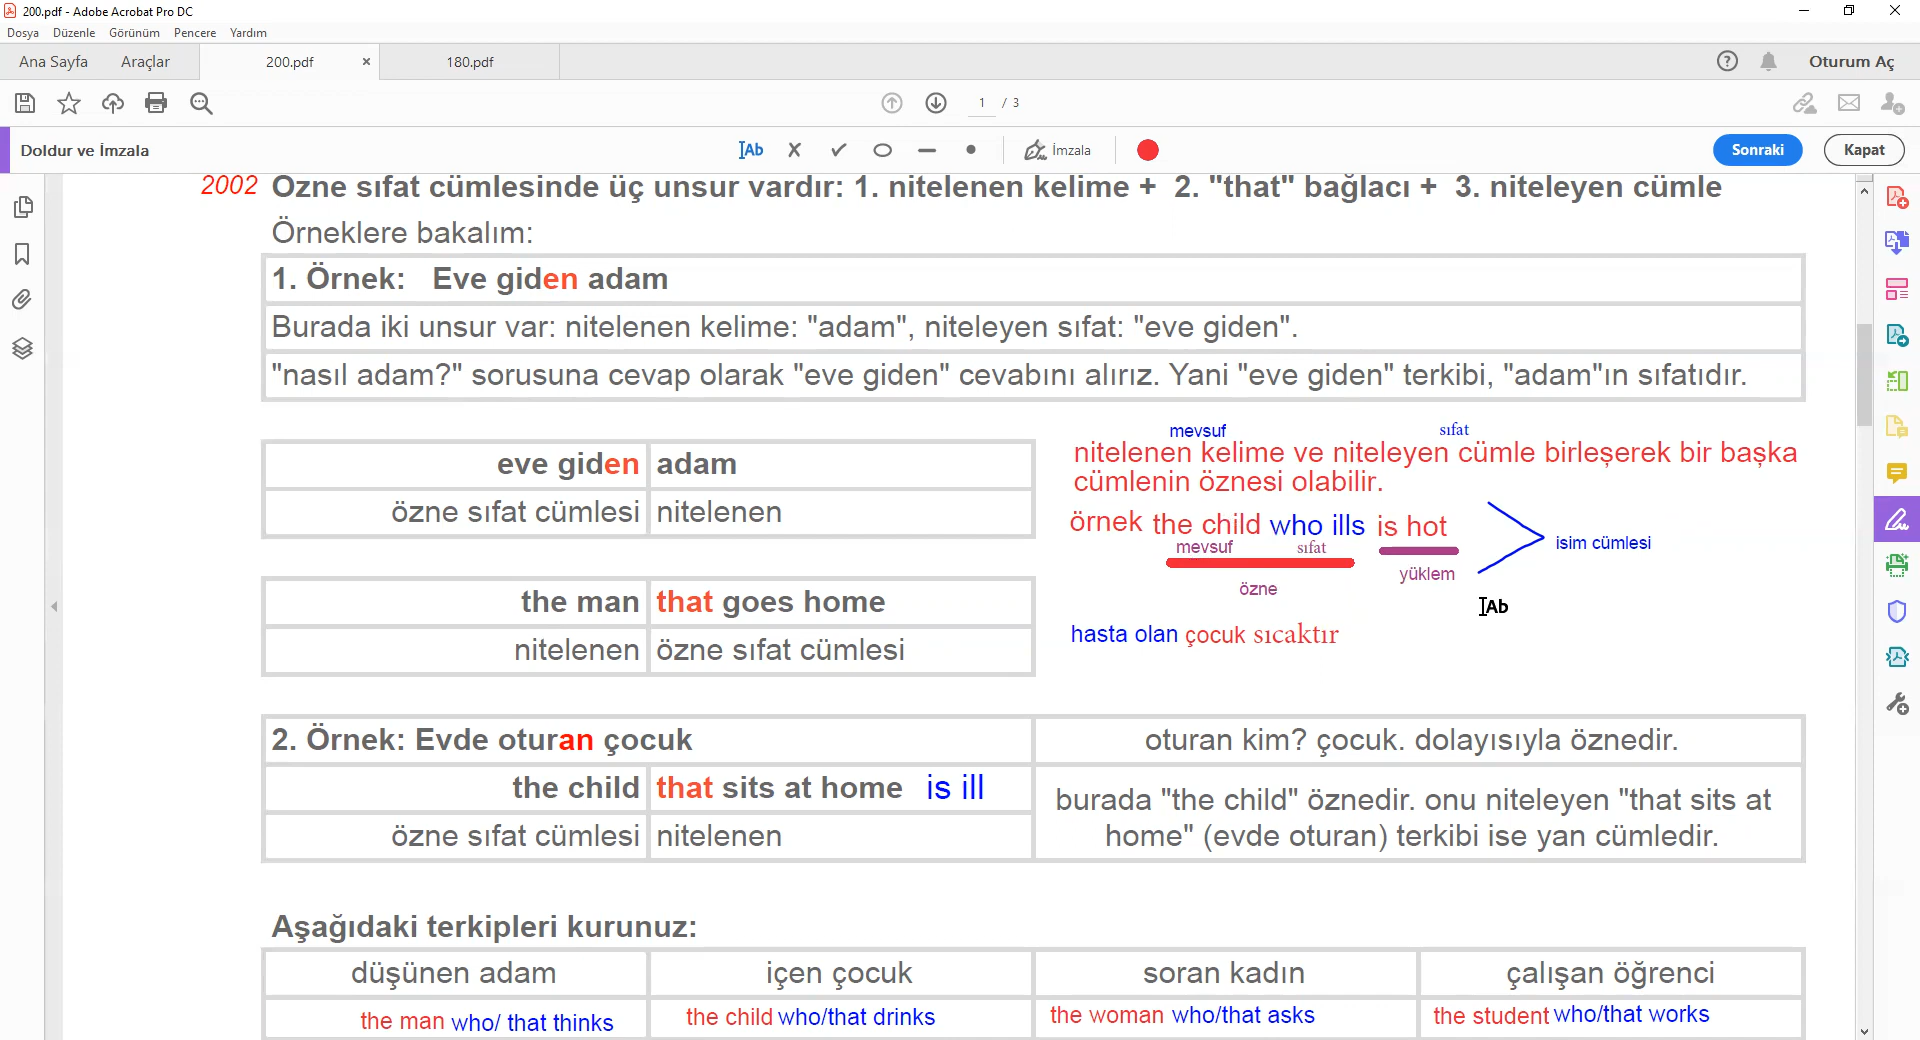 200.pdf - Adobe Acrobat Pro DC
Dosya Düzenle Görünüm Pencere Yardım
Ana Sayfa Araçlar 200.pdf × 180.pdf Oturum Aç
1 / 3
Doldur ve İmzala Ab İmzala Sonraki Kapat
2002 Özne sıfat cümlesinde üç unsur vardır: 1. nitelenen kelime + 2. "that" bağlacı + 3. niteleyen cümle
Örneklere bakalım:
1. Örnek: Eve giden adam
Burada iki unsur var: nitelenen kelime: "adam", niteleyen sıfat: "eve giden".
"nasıl adam?" sorusuna cevap olarak "eve giden" cevabını alırız. Yani "eve giden" terkibi, "adam"ın sıfatıdır.
eve giden adam
özne sıfat cümlesi nitelenen
the man that goes home
nitelenen özne sıfat cümlesi
mevsuf sıfat
nitelenen kelime ve niteleyen cümle birleşerek bir başka
cümlenin öznesi olabilir.
örnek the child who ills is hot
mevsuf sıfat
isim cümlesi
yüklem
özne
Ab
hasta olan çocuk sıcaktır
2. Örnek: Evde oturan çocuk oturan kim? çocuk. dolayısıyla öznedir.
the child that sits at home is ill
özne sıfat cümlesi nitelenen
burada "the child" öznedir. onu niteleyen "that sits at
home" (evde oturan) terkibi ise yan cümledir.
Aşağıdaki terkipleri kurunuz:
düşünen adam içen çocuk soran kadın çalışan öğrenci
the man who/ that thinks the child who/that drinks the woman who/that asks the student who/that works